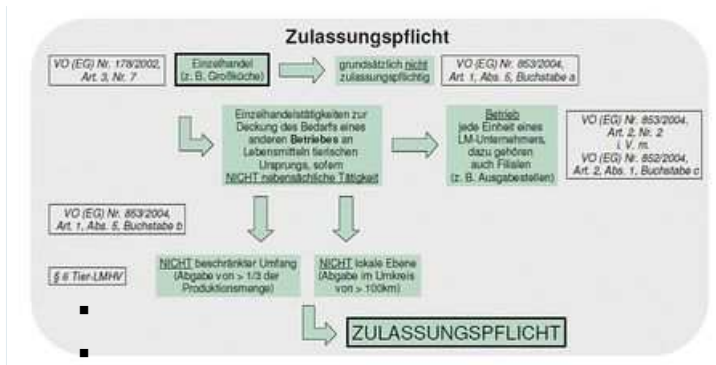 Zulassungspflicht
VO (EG) Nr. 178/2002,
Art. 3, Nr. 7
Einzelhandel
(z. B. Großküche)
grundsätzlich nicht
zulassungspflichtig
VO (EG) Nr. 853/2004,
Art. 1, Abs. 5, Buchstabe a
Einzelhandelstätigkeiten zur
Deckung des Bedarfs eines
anderen Betriebes an
Lebensmitteln tierischen
Ursprungs, sofern
NICHT nebensächliche Tätigkeit
Betrieb
jede Einheit eines
LM-Unternehmers,
dazu gehören
auch Filialen
(z. B. Ausgabestellen)
VO (EG) Nr. 853/2004,
Art. 2, Nr. 2
i. V. m.
VO (EG) Nr. 852/2004,
Art. 2, Abs. 1, Buchstabe c
VO (EG) Nr. 853/2004,
Art. 1, Abs. 5, Buchstabe b
§ 6 Tier-LMHV
NICHT beschränkter Umfang
(Abgabe von > 1/3 der
Produktionsmenge)
NICHT lokale Ebene
(Abgabe im Umkreis
von > 100km)
ZULASSUNGSPFLICHT